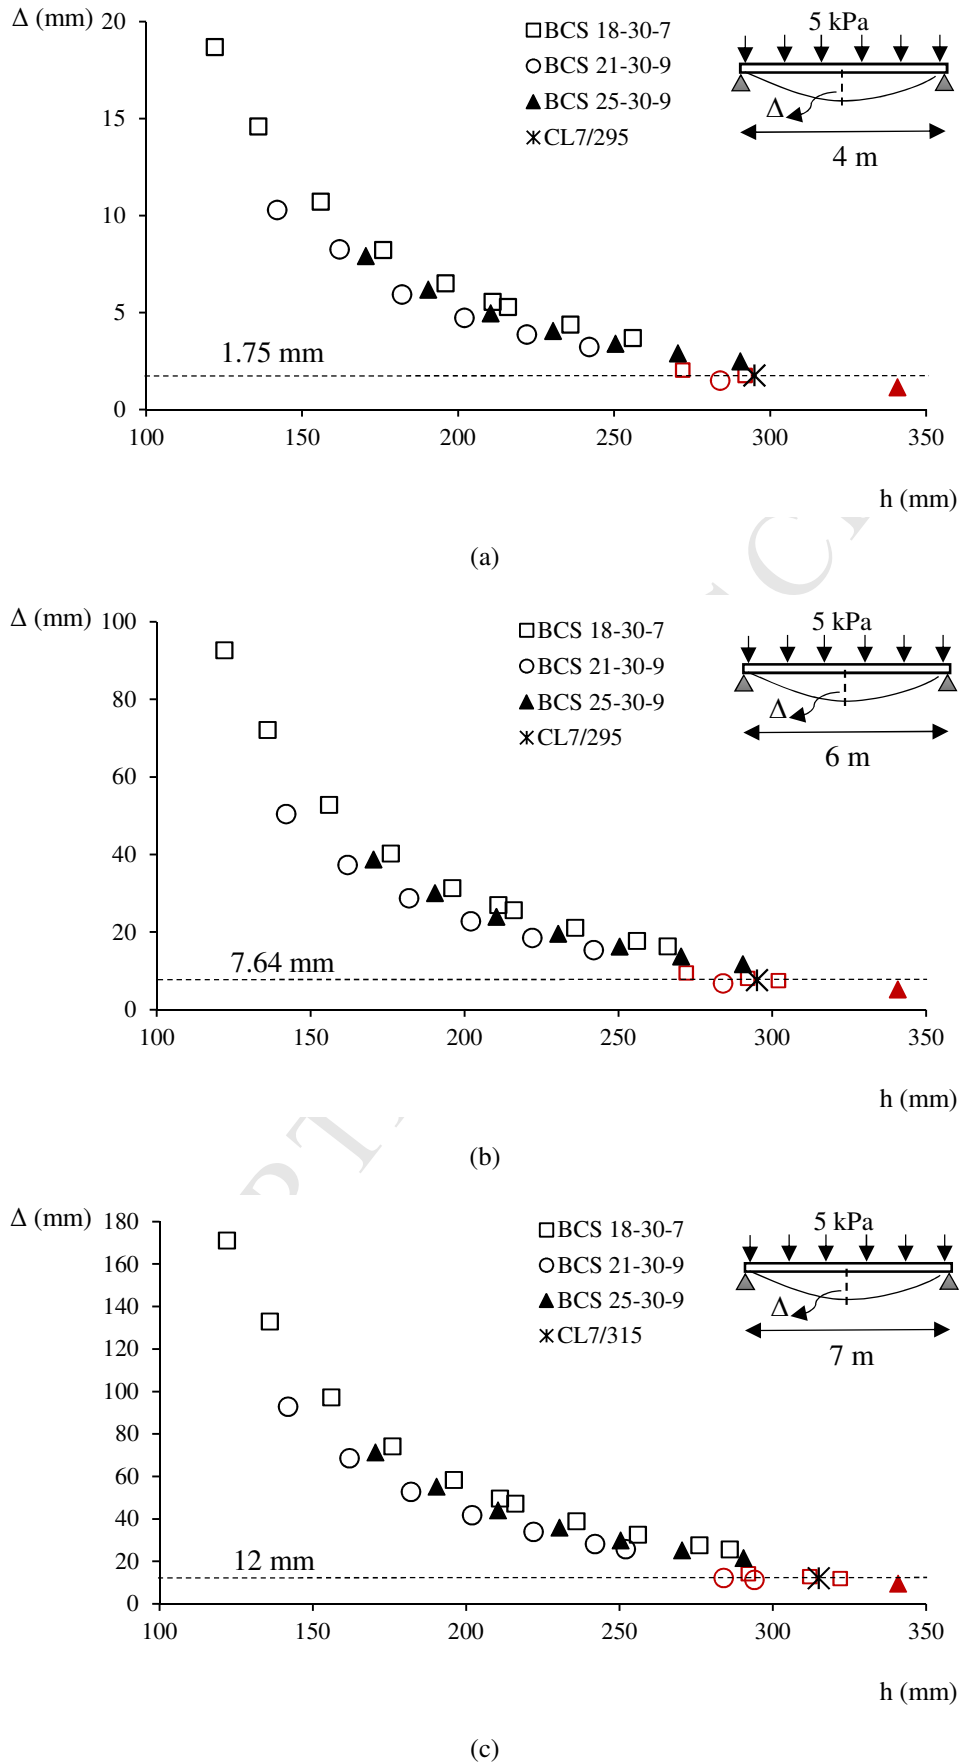 Δ (mm)
20
15
10
5
0
BCS 18-30-7
BCS 21-30-9
BCS 25-30-9
CL7/295
5 kPa
Δ
4 m
1.75 mm
100 150 200 250 300 350
h (mm)
(a)
Δ (mm)
100
80
60
40
20
0
BCS 18-30-7
BCS 21-30-9
BCS 25-30-9
CL7/295
5 kPa
Δ
6 m
7.64 mm
100 150 200 250 300 350
h (mm)
(b)
Δ (mm)
180
160
140
120
100
80
60
40
20
0
BCS 18-30-7
BCS 21-30-9
BCS 25-30-9
CL7/315
5 kPa
Δ
7 m
12 mm
100 150 200 250 300 350
h (mm)
(c)